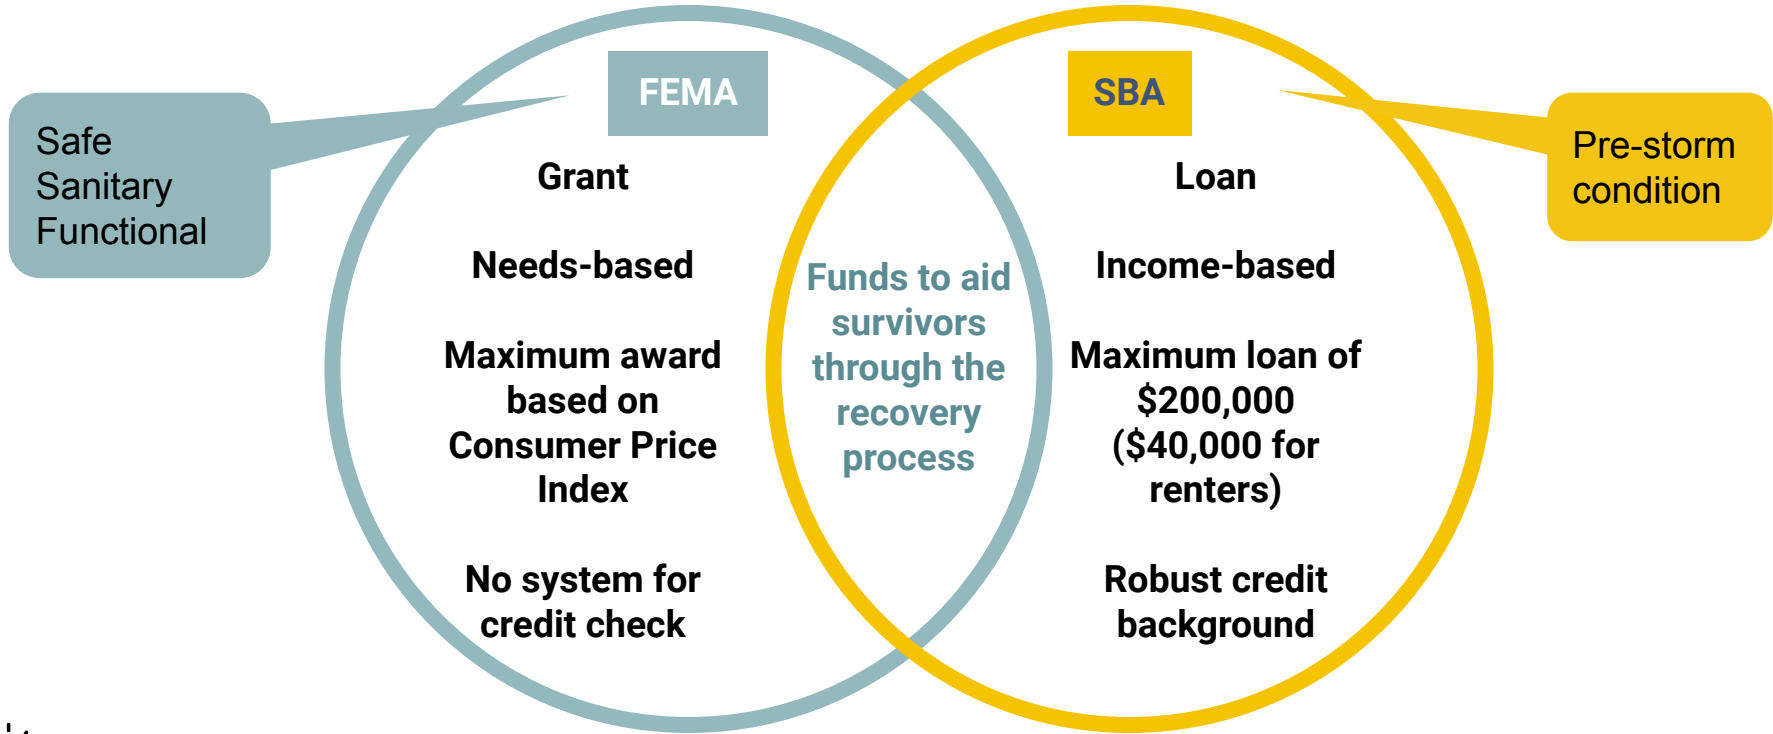 FEMA
Safe
Sanitary
Functional
Grant
Needs-based
Maximum award
based on
Consumer Price
Index
No system for
credit check
Funds to aid
survivors
through the
recovery
process
SBA
Pre-storm
condition
Loan
Income-based
Maximum loan of
$200,000
($40,000 for
renters)
Robust credit
background